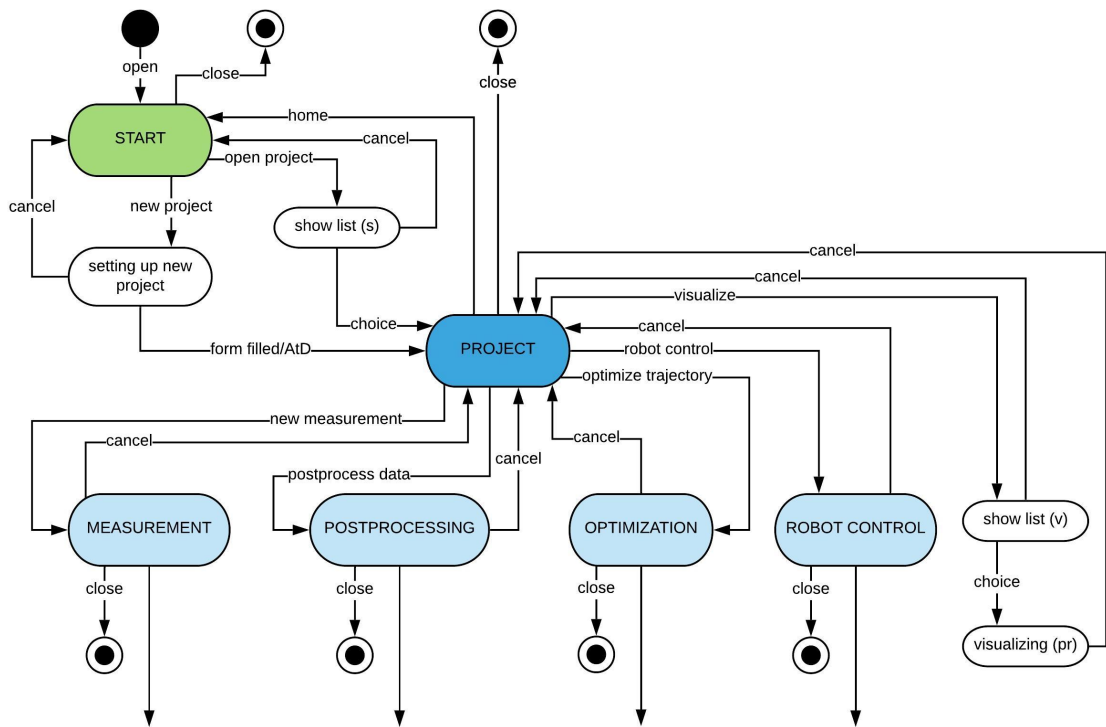 open
close
close
START
home
cancel
open project
cancel
new project
show list (s)
setting up new
project
cancel
cancel
visualize
choice
cancel
form filled/AtD
PROJECT
robot control
optimize trajectory
new measurement
cancel
cancel
cancel
postprocess data
MEASUREMENT
POSTPROCESSING
OPTIMIZATION
ROBOT CONTROL
show list (v)
close
close
close
close
choice
visualizing (pr)